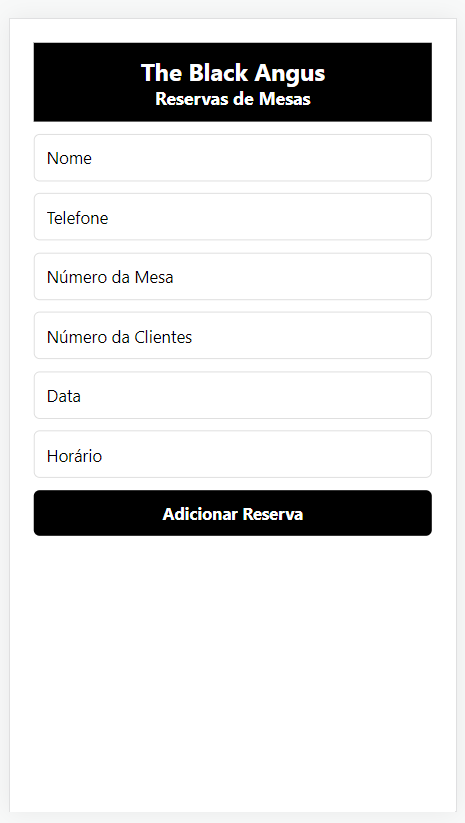 The Black Angus
Reservas de Mesas
Nome
Telefone
Número da Mesa
Número da Clientes
Data
Horário
Adicionar Reserva